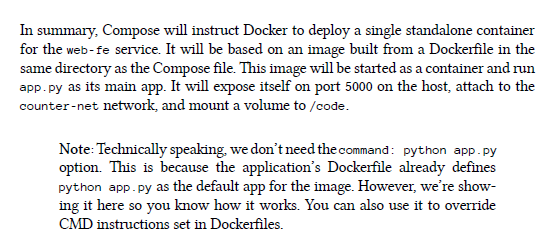 In summary, Compose will instruct Docker to deploy a single standalone container
for the web-fe service. It will be based on an image built from a Dockerfile in the
same directory as the Compose file. This image will be started as a container and run
app.py as its main app. It will expose itself on port 5000 on the host, attach to the
counter-net network, and mount a volume to /code.
Note: Technically speaking, we don't need the command: python app.py
option. This is because the application's Dockerfile already defines
python app.py as the default app for the image. However, we're show-
ing it here so you know how it works. You can also use it to override
CMD instructions set in Dockerfiles.